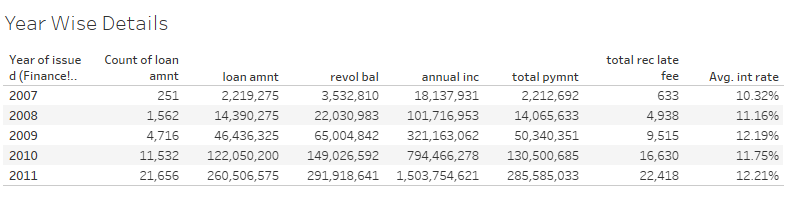 Year Wise Details
Year of issue Count of loan total rec late
d (Finance!.. amnt loan amnt revol bal annual inc total pymnt fee Avg. int rate
2007 251 2,219,275 3,532,810 18,137,931 2,212,692 633 10.32%
2008 1,562 14,390,275 22,030,983 101,716,953 14,065,633 4,938 11.16%
2009 4,716 46,436,325 65,004,842 321,163,062 50,340,351 9,515 12.19%
2010 11,532 122,050,200 149,026,592 794,466,278 130,500,685 16,630 11.75%
2011 21,656 260,506,575 291,918,641 1,503,754,621 285,585,033 22,418 12.21%